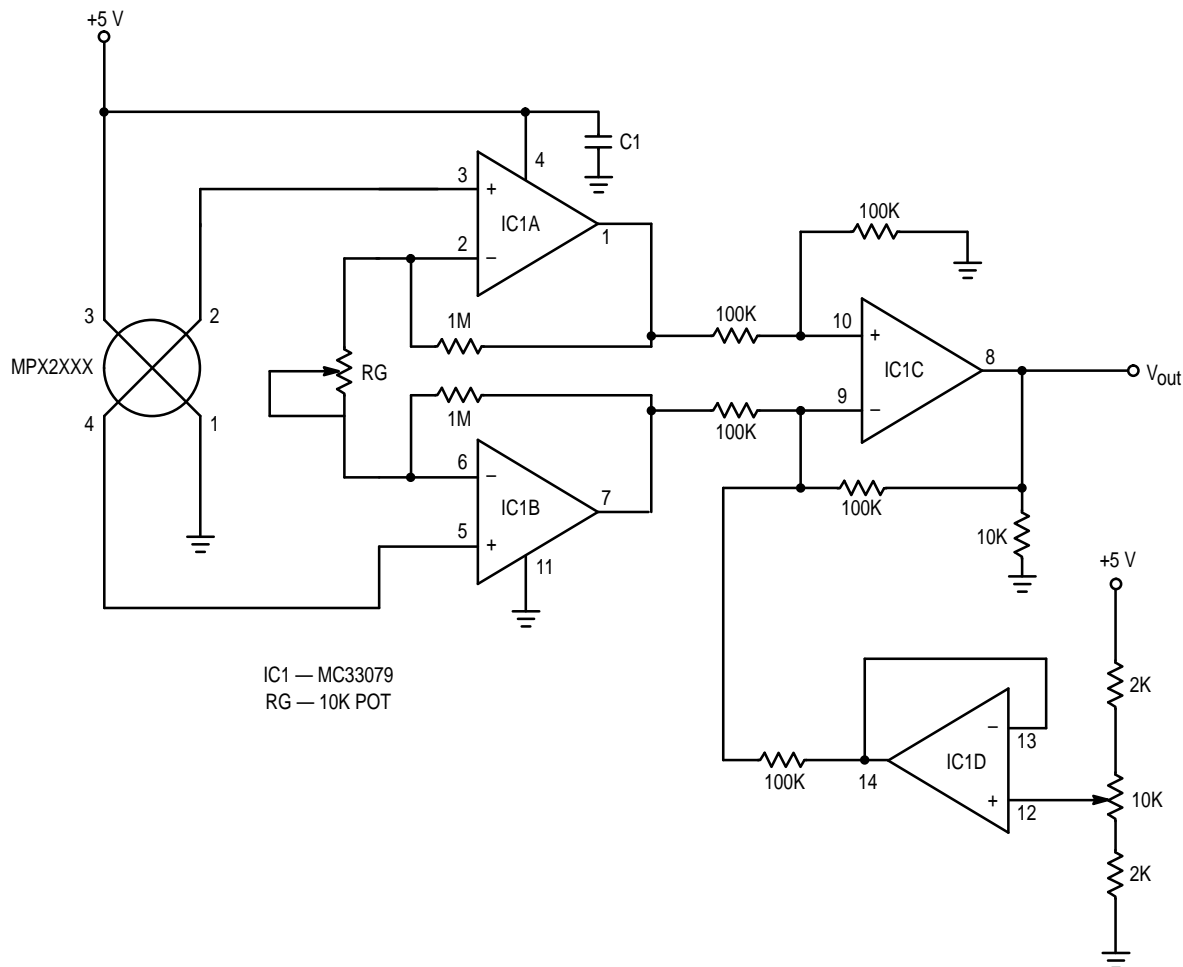 +5 V
C1
4
3
+
IC1A
1
2
–
100K
1M
100K
3
2
10
+
MPX2XXX
RG
IC1C
8
Vout
9
–
4
1
1M
100K
6
–
IC1B
7
100K
5
+
10K
11
+5 V
IC1 — MC33079
RG — 10K POT
2K
–
13
IC1D
100K
14
+
12
10K
2K